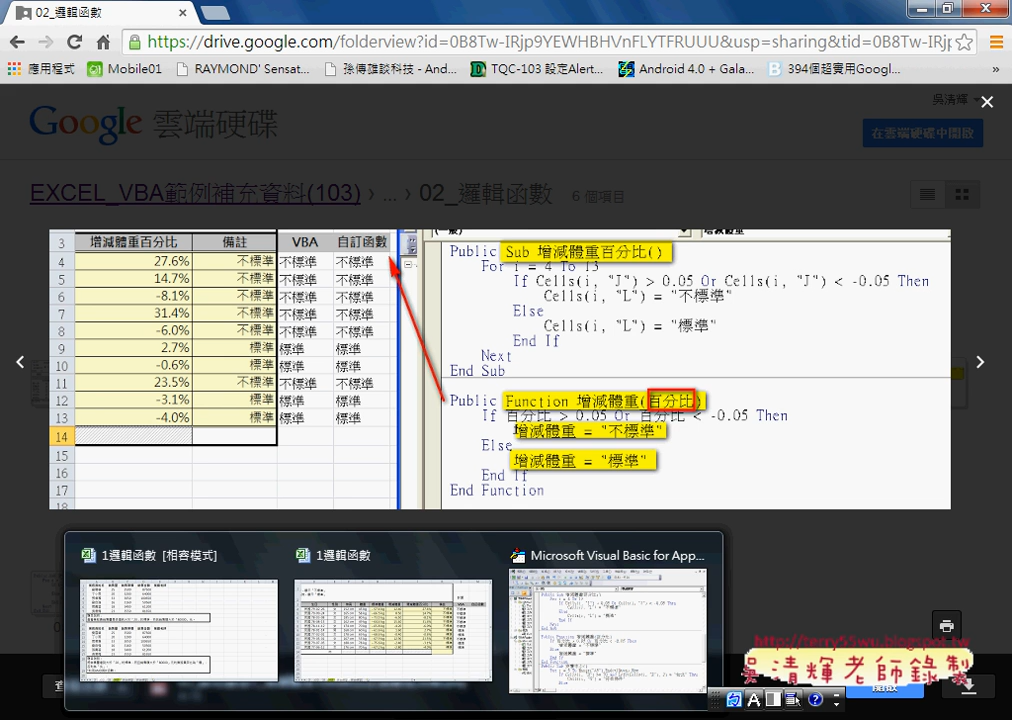 02_邏輯函數
https://drive.google.com/folderview?id=0B8Tw-IRjp9YEWHBHVnFLYTFRUUU&usp=sharing&tid=0B8Tw-IRjp
應用程式 Mobile01 RAYMOND' Sensat... 孫傳雄談科技 - And... TQC-103 設定Alert... Android 4.0 + Gala... 394個超實用Googl... »
吳清輝
Google 雲端硬碟
在雲端硬碟中開啟
EXCEL_VBA範例補充資料(103) › ... › 02_邏輯函數 6 個項目
3 增減體重百分比 備註 VBA 自訂函數
4 27.6% 不標準 不標準 不標準
5 14.7% 不標準 不標準 不標準
6 -8.1% 不標準 不標準 不標準
7 31.4% 不標準 不標準 不標準
8 -6.0% 不標準 不標準 不標準
9 2.7% 標準 標準 標準
10 -0.6% 標準 標準 標準
11 23.5% 不標準 不標準 不標準
12 -3.1% 標準 標準 標準
13 -4.0% 標準 標準 標準
14
15
16
17
18
(一般) 增減體重
Public Sub 增減體重百分比()
For i = 4 To 13
If Cells(i, "J") > 0.05 Or Cells(i, "J") < -0.05 Then
Cells(i, "L") = "不標準"
Else
Cells(i, "L") = "標準"
End If
Next
End Sub
Public Function 增減體重(百分比)
If 百分比 > 0.05 Or 百分比 < -0.05 Then
增減體重 = "不標準"
Else
增減體重 = "標準"
End If
End Function
1邏輯函數 [相容模式]
1邏輯函數
Microsoft Visual Basic for App...
http://terry55wu.blogspot.tw
吳清輝老師錄製